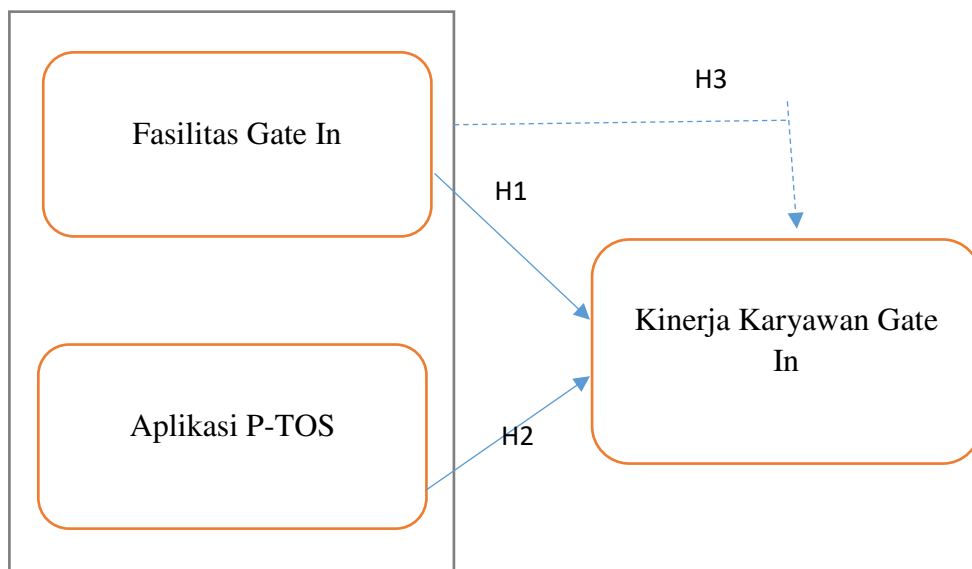 H3
Fasilitas Gate In
H1
Kinerja Karyawan Gate
In
Aplikasi P-TOS
H2